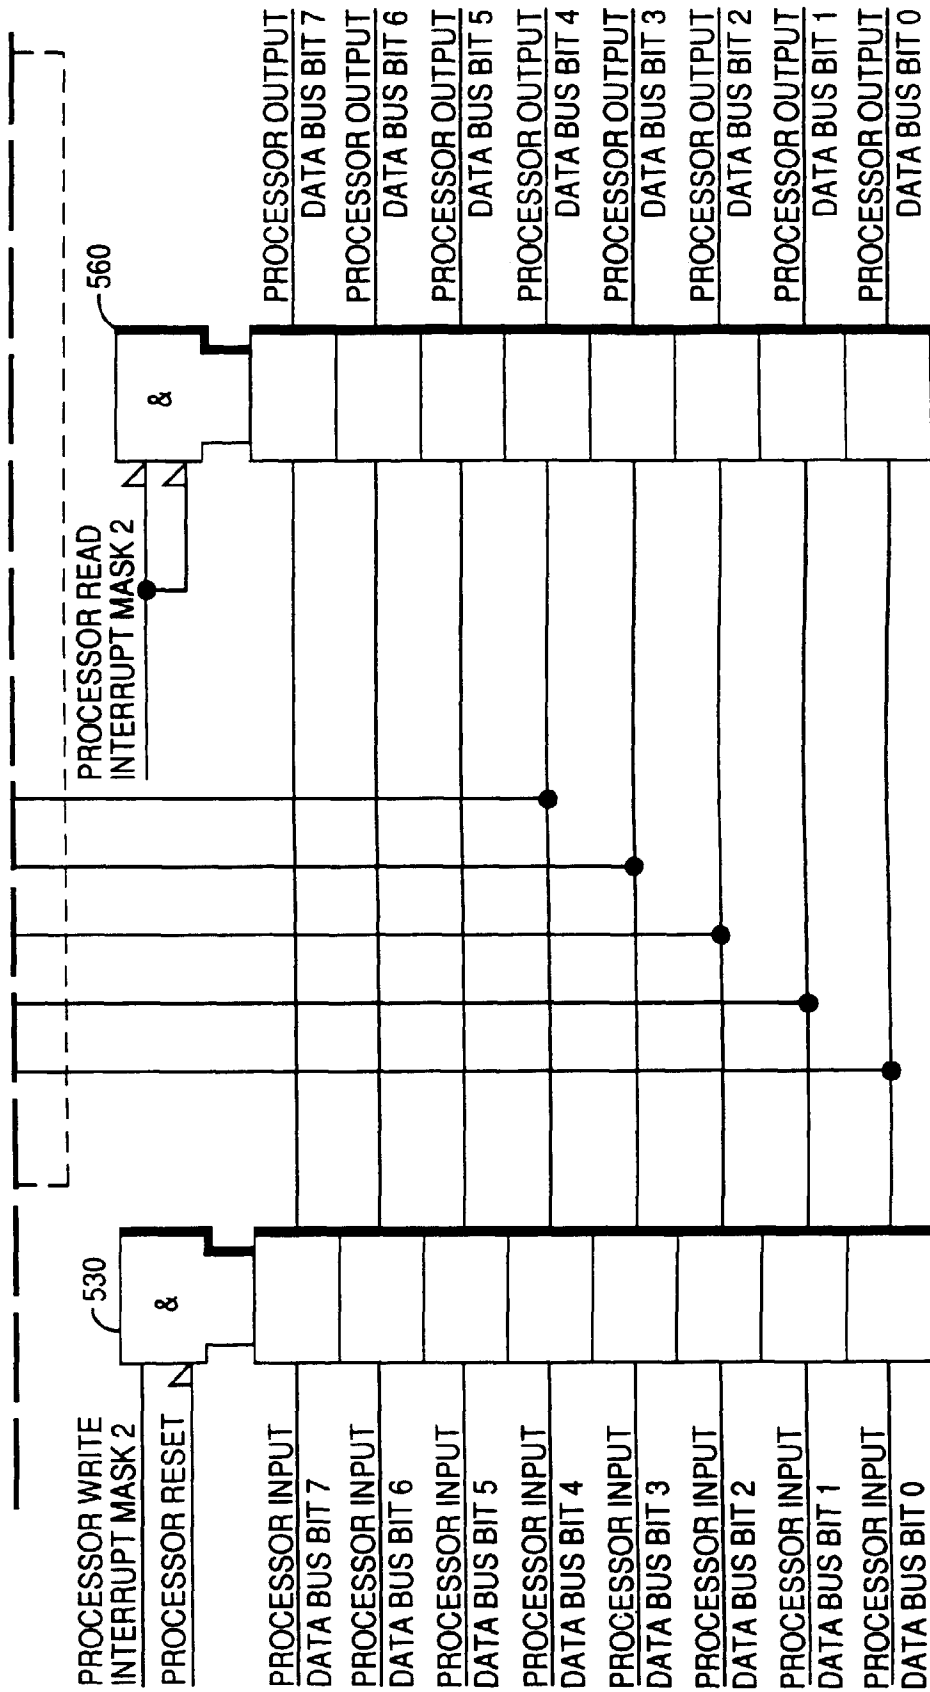 PROCESSOR WRITE
INTERRUPT MASK 2
PROCESSOR RESET
530
&
PROCESSOR INPUT
DATA BUS BIT 7
PROCESSOR INPUT
DATA BUS BIT 6
PROCESSOR INPUT
DATA BUS BIT 5
PROCESSOR INPUT
DATA BUS BIT 4
PROCESSOR INPUT
DATA BUS BIT 3
PROCESSOR INPUT
DATA BUS BIT 2
PROCESSOR INPUT
DATA BUS BIT 1
PROCESSOR INPUT
DATA BUS BIT 0
PROCESSOR READ
INTERRUPT MASK 2
560
&
PROCESSOR OUTPUT
DATA BUS BIT 7
PROCESSOR OUTPUT
DATA BUS BIT 6
PROCESSOR OUTPUT
DATA BUS BIT 5
PROCESSOR OUTPUT
DATA BUS BIT 4
PROCESSOR OUTPUT
DATA BUS BIT 3
PROCESSOR OUTPUT
DATA BUS BIT 2
PROCESSOR OUTPUT
DATA BUS BIT 1
PROCESSOR OUTPUT
DATA BUS BIT 0